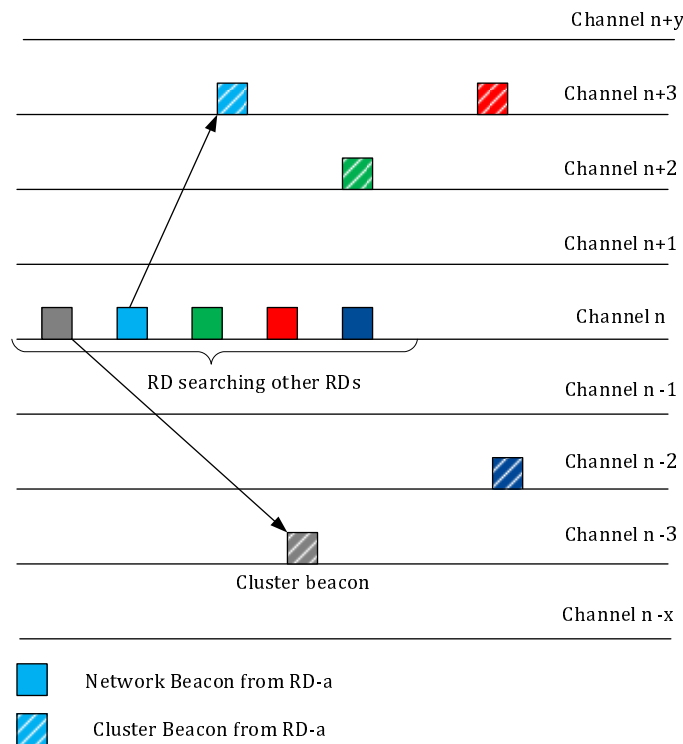 Channel n+y
Channel n+3
Channel n+2
Channel n+1
Channel n
RD searching other RDs
Channel n -1
Channel n -2
Channel n -3
Cluster beacon
Channel n -x
Network Beacon from RD-a
Cluster Beacon from RD-a